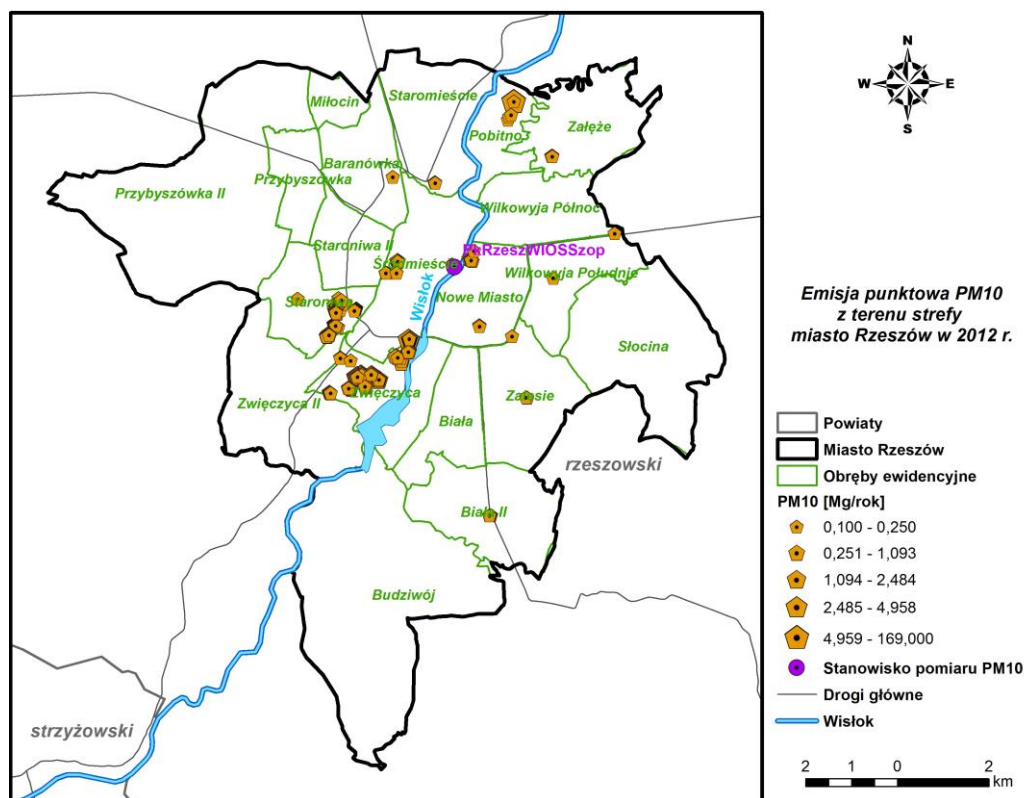 N
W E
S
Miłocin
Staromieście
Pobitno
Załęże
Baranówka
Przybyszówka
Przybyszówka II
Wilkowyja Północ
Staroniwa II
PkRzeszWIOSSzop
Śródmieście
Wilkowyja Południe
Wisłok
Nowe Miasto
Staroniwa
Słocina
Zwięczyca
Zwięczyca II
Zalesie
Biała
rzeszowski
Biała II
Budziwój
strzyżowski
Emisja punktowa PM10
z terenu strefy
miasto Rzeszów w 2012 r.
Powiaty
Miasto Rzeszów
Obręby ewidencyjne
PM10 [Mg/rok]
0,100 - 0,250
0,251 - 1,093
1,094 - 2,484
2,485 - 4,958
4,959 - 169,000
Stanowisko pomiaru PM10
Drogi główne
Wisłok
2 1 0 2
km